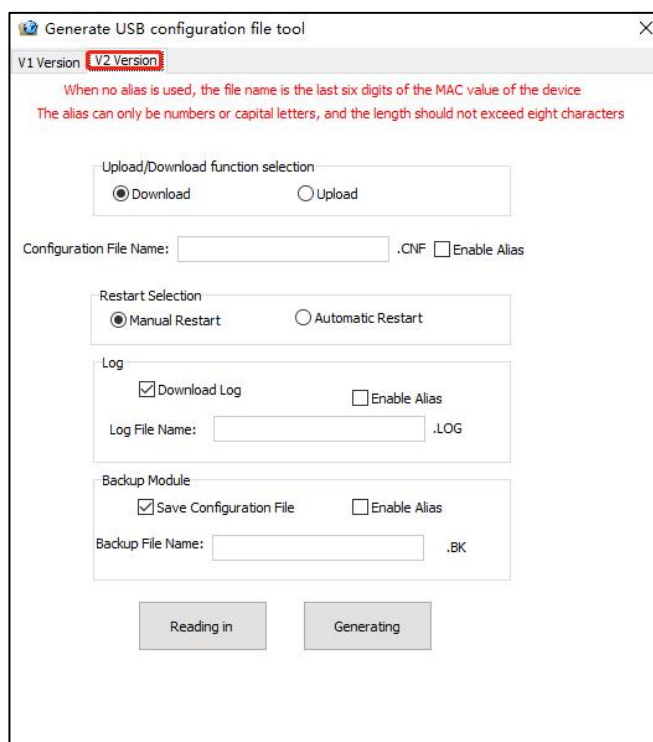 Generate USB configuration file tool
V1 Version V2 Version
When no alias is used, the file name is the last six digits of the MAC value of the device
The alias can only be numbers or capital letters, and the length should not exceed eight characters
Upload/Download function selection
Download Upload
Configuration File Name: .CNF Enable Alias
Restart Selection
Manual Restart Automatic Restart
Log
Download Log Enable Alias
Log File Name: .LOG
Backup Module
Save Configuration File Enable Alias
Backup File Name: .BK
Reading in Generating